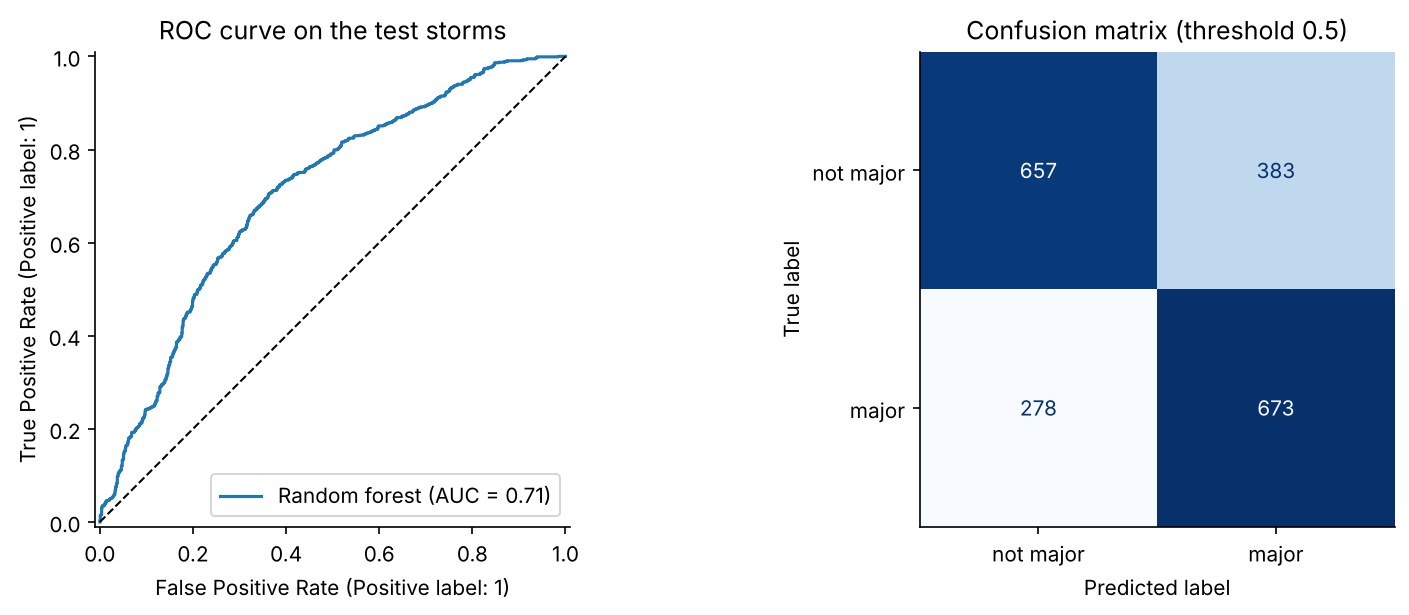 ROC curve on the test storms
True Positive Rate (Positive label: 1)
1.0
0.8
0.6
0.4
0.2
0.0
Random forest (AUC = 0.71)
0.0 0.2 0.4 0.6 0.8 1.0
False Positive Rate (Positive label: 1)
Confusion matrix (threshold 0.5)
True label
not major 657 383
major 278 673
not major major
Predicted label